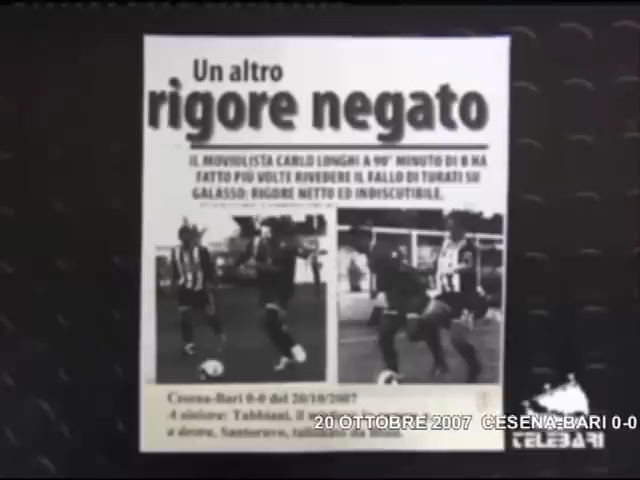 Un altro
rigore negato
IL MOVIOLISTA CARLO LONGHI A 90° MINUTO DI B HA
FATTO PIÙ VOLTE RIVEDERE IL FALLO DI TURATI SU
GALASSO: RIGORE NETTO ED INDISCUTIBILE.
Cesena-Bari 0-0 del 20/10/2007
A sinistra: Tabbiani, il
a destra, Santoruvo, tallonato da
20 OTTOBRE 2007 CESENA-BARI 0-0
TELEBARI